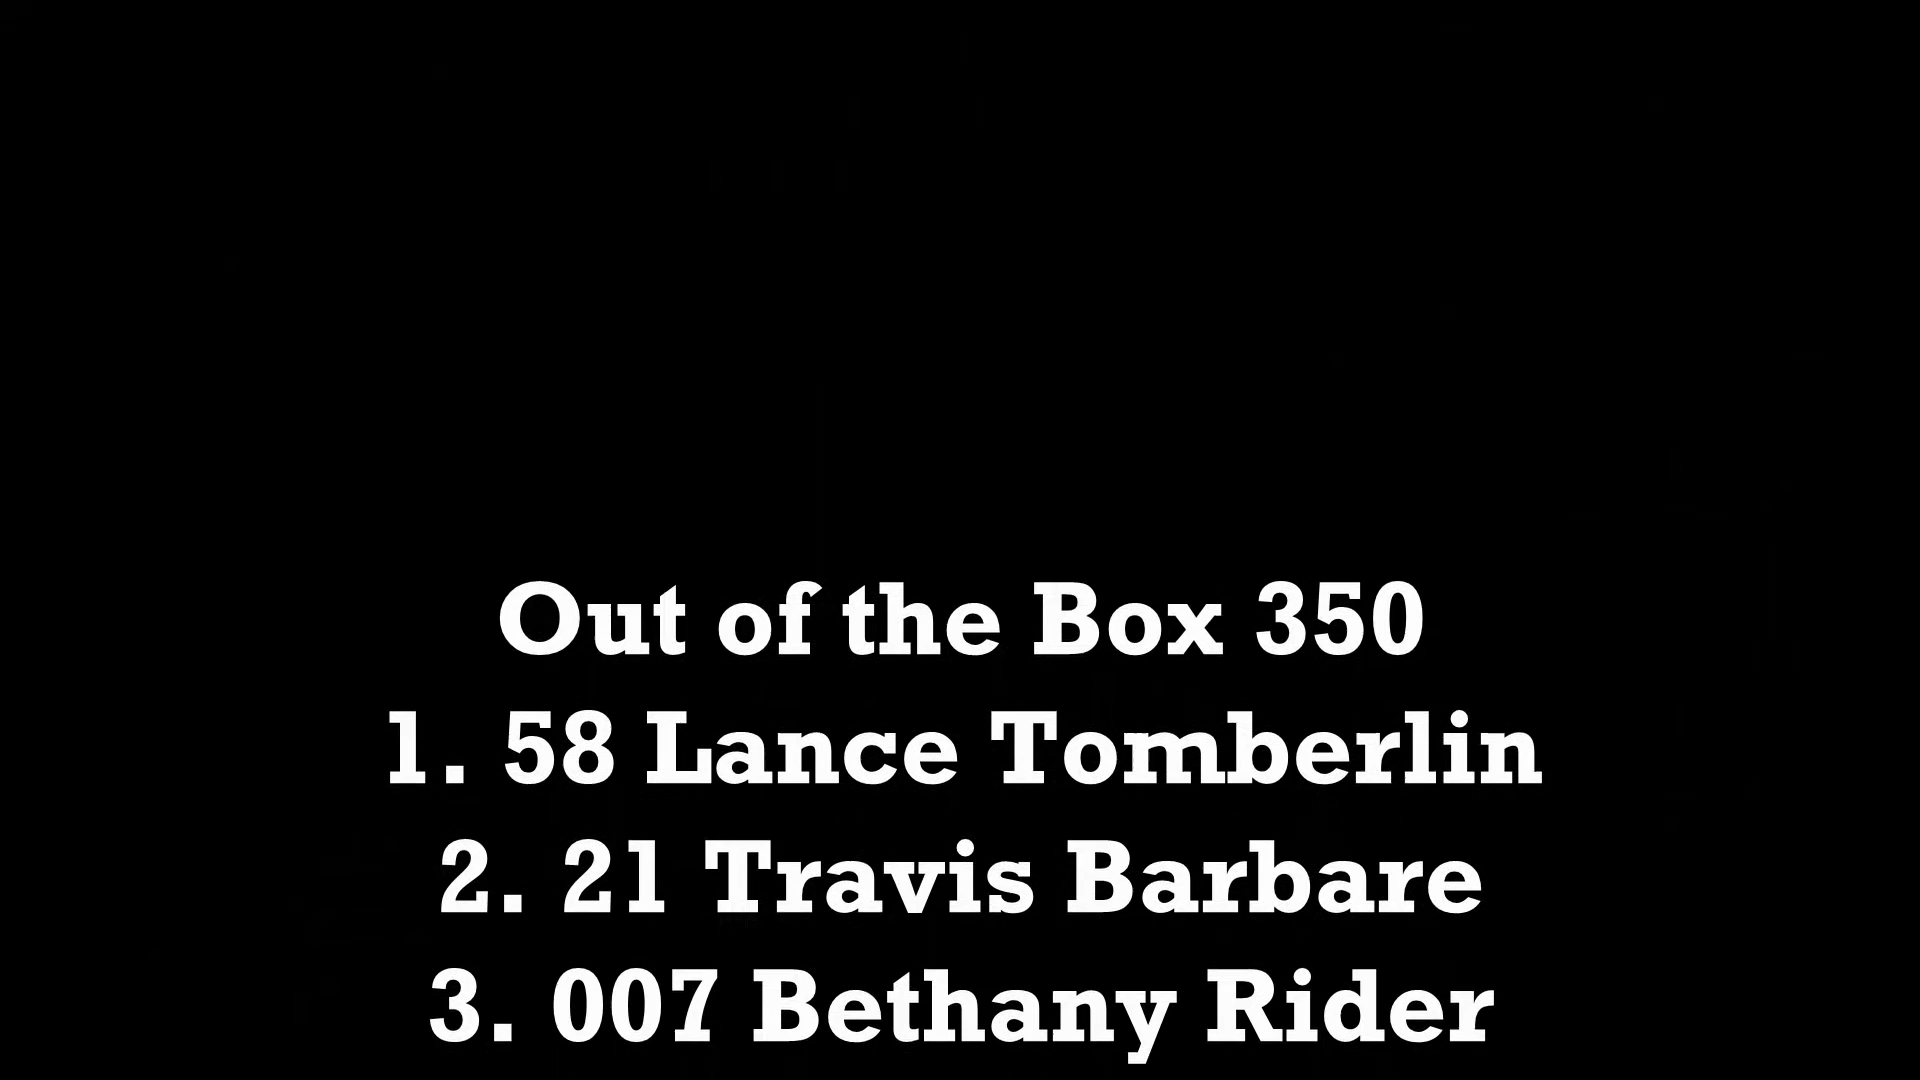 Out of the Box 350
1. 58 Lance Tomberlin
2. 21 Travis Barbare
3. 007 Bethany Rider